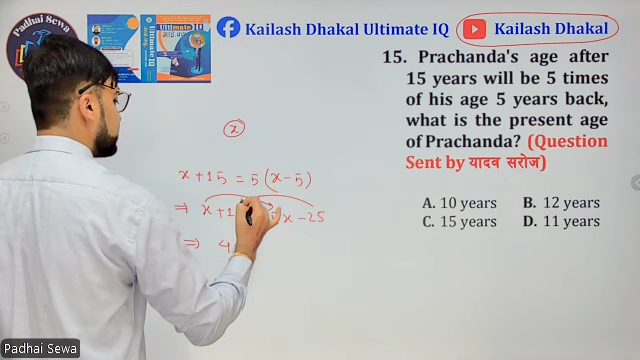 Padhai Sewa
Ultimate IQ
आई.क्यू
Kailash Dhakal Ultimate IQ
Kailash Dhakal
15. Prachanda's age after
15 years will be 5 times
of his age 5 years back,
what is the present age
of Prachanda? (Question
Sent by यादव सरोज)
A. 10 years B. 12 years
C. 15 years D. 11 years
x
x + 15 = 5(x - 5)
⇒ x + 1 x - 25
⇒ 4
Padhai Sewa